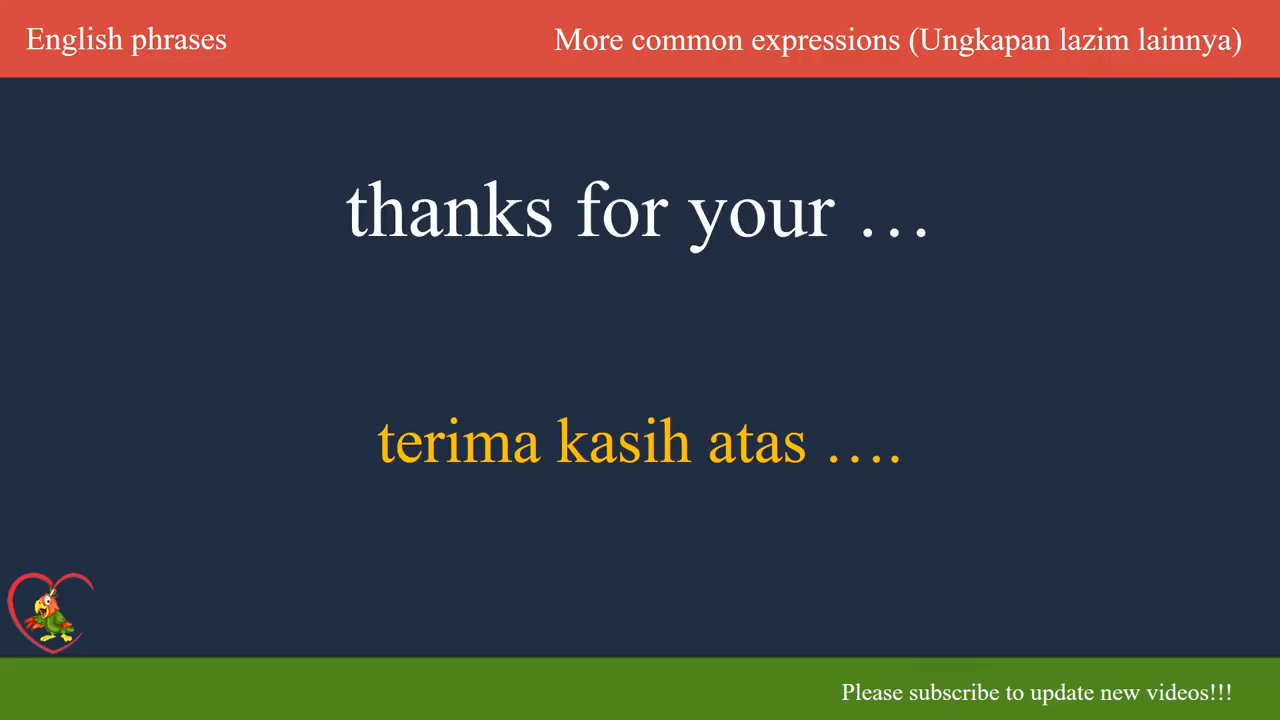 English phrases
More common expressions (Ungkapan lazim lainnya)
thanks for your …
terima kasih atas ….
Please subscribe to update new videos!!!